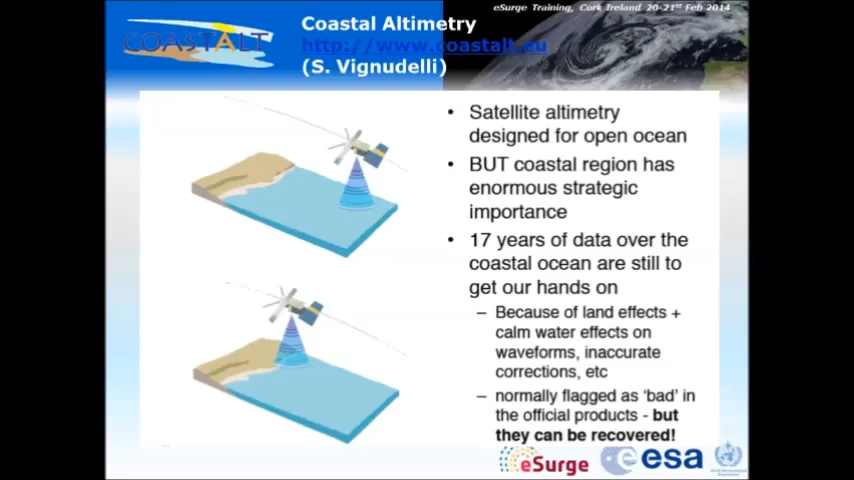 eSurge Training, Cork Ireland 20-21st Feb 2014
COASTALT
Coastal Altimetry
http://www.coastalt.eu
(S. Vignudelli)
• Satellite altimetry
designed for open ocean
• BUT coastal region has
enormous strategic
importance
• 17 years of data over the
coastal ocean are still to
get our hands on
– Because of land effects +
calm water effects on
waveforms, inaccurate
corrections, etc
– normally flagged as ‘bad’ in
the official products - but
they can be recovered!
eSurge
esa